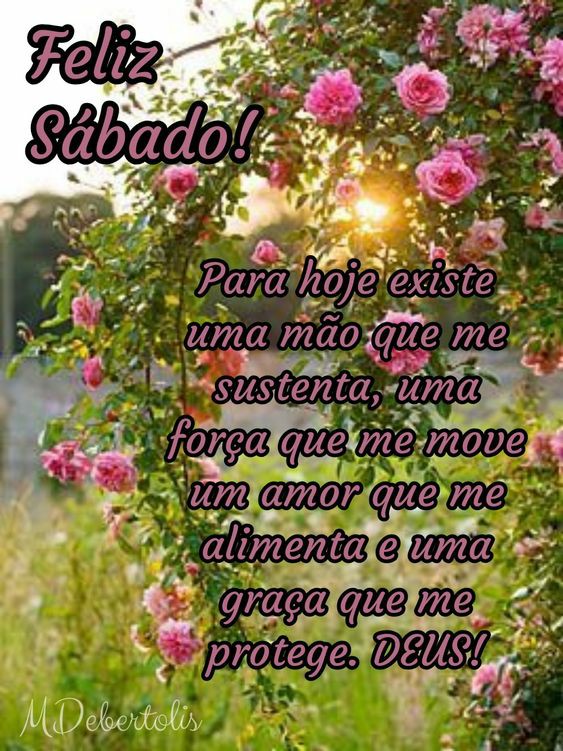 Feliz
Sábado!
Para hoje existe
uma mão que me
sustenta, uma
força que me move
um amor que me
alimenta e uma
graça que me
protege. DEUS!
MDebertolis